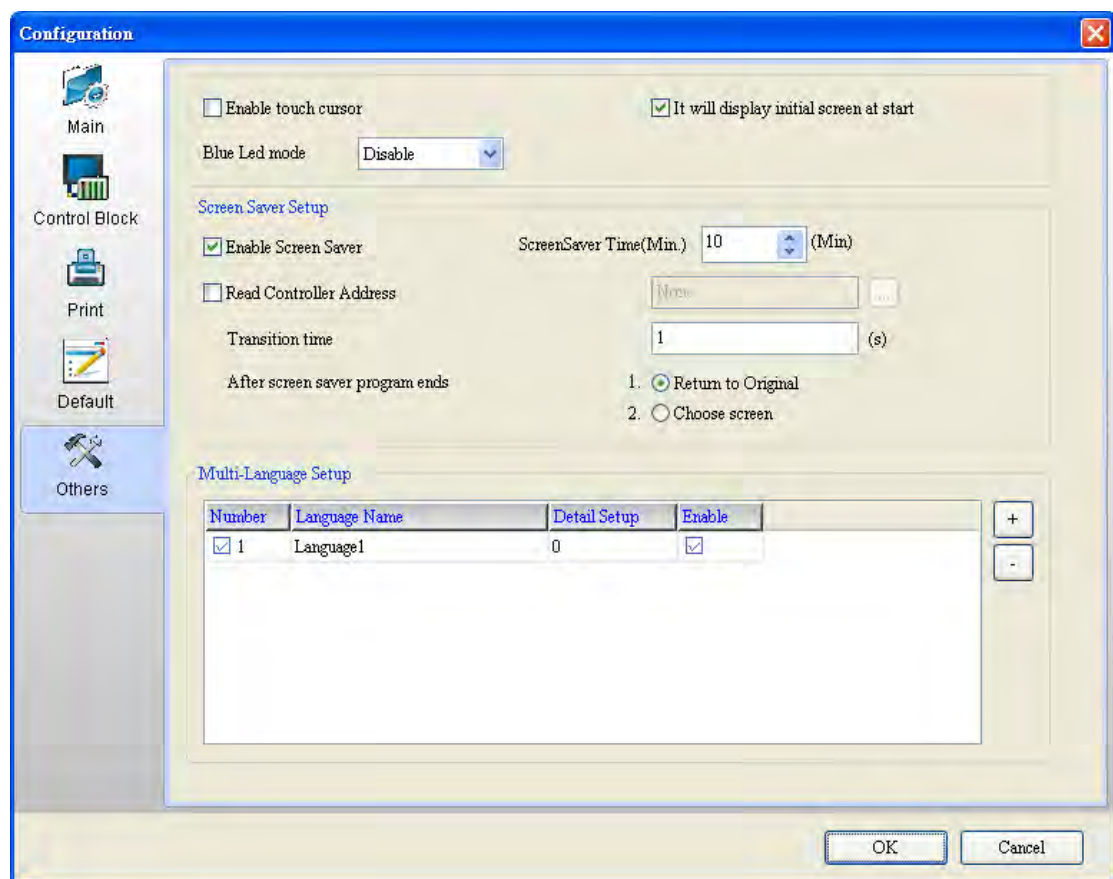 Configuration
Main
Control Block
Print
Default
Others
Enable touch cursor
It will display initial screen at start
Blue Led mode Disable
Screen Saver Setup
Enable Screen Saver ScreenSaver Time(Min.) 10 (Min)
Read Controller Address None ...
Transition time 1 (s)
After screen saver program ends 1. Return to Original
2. Choose screen
Multi-Language Setup
Number Language Name Detail Setup Enable
1 Language1 0
+
-
OK Cancel